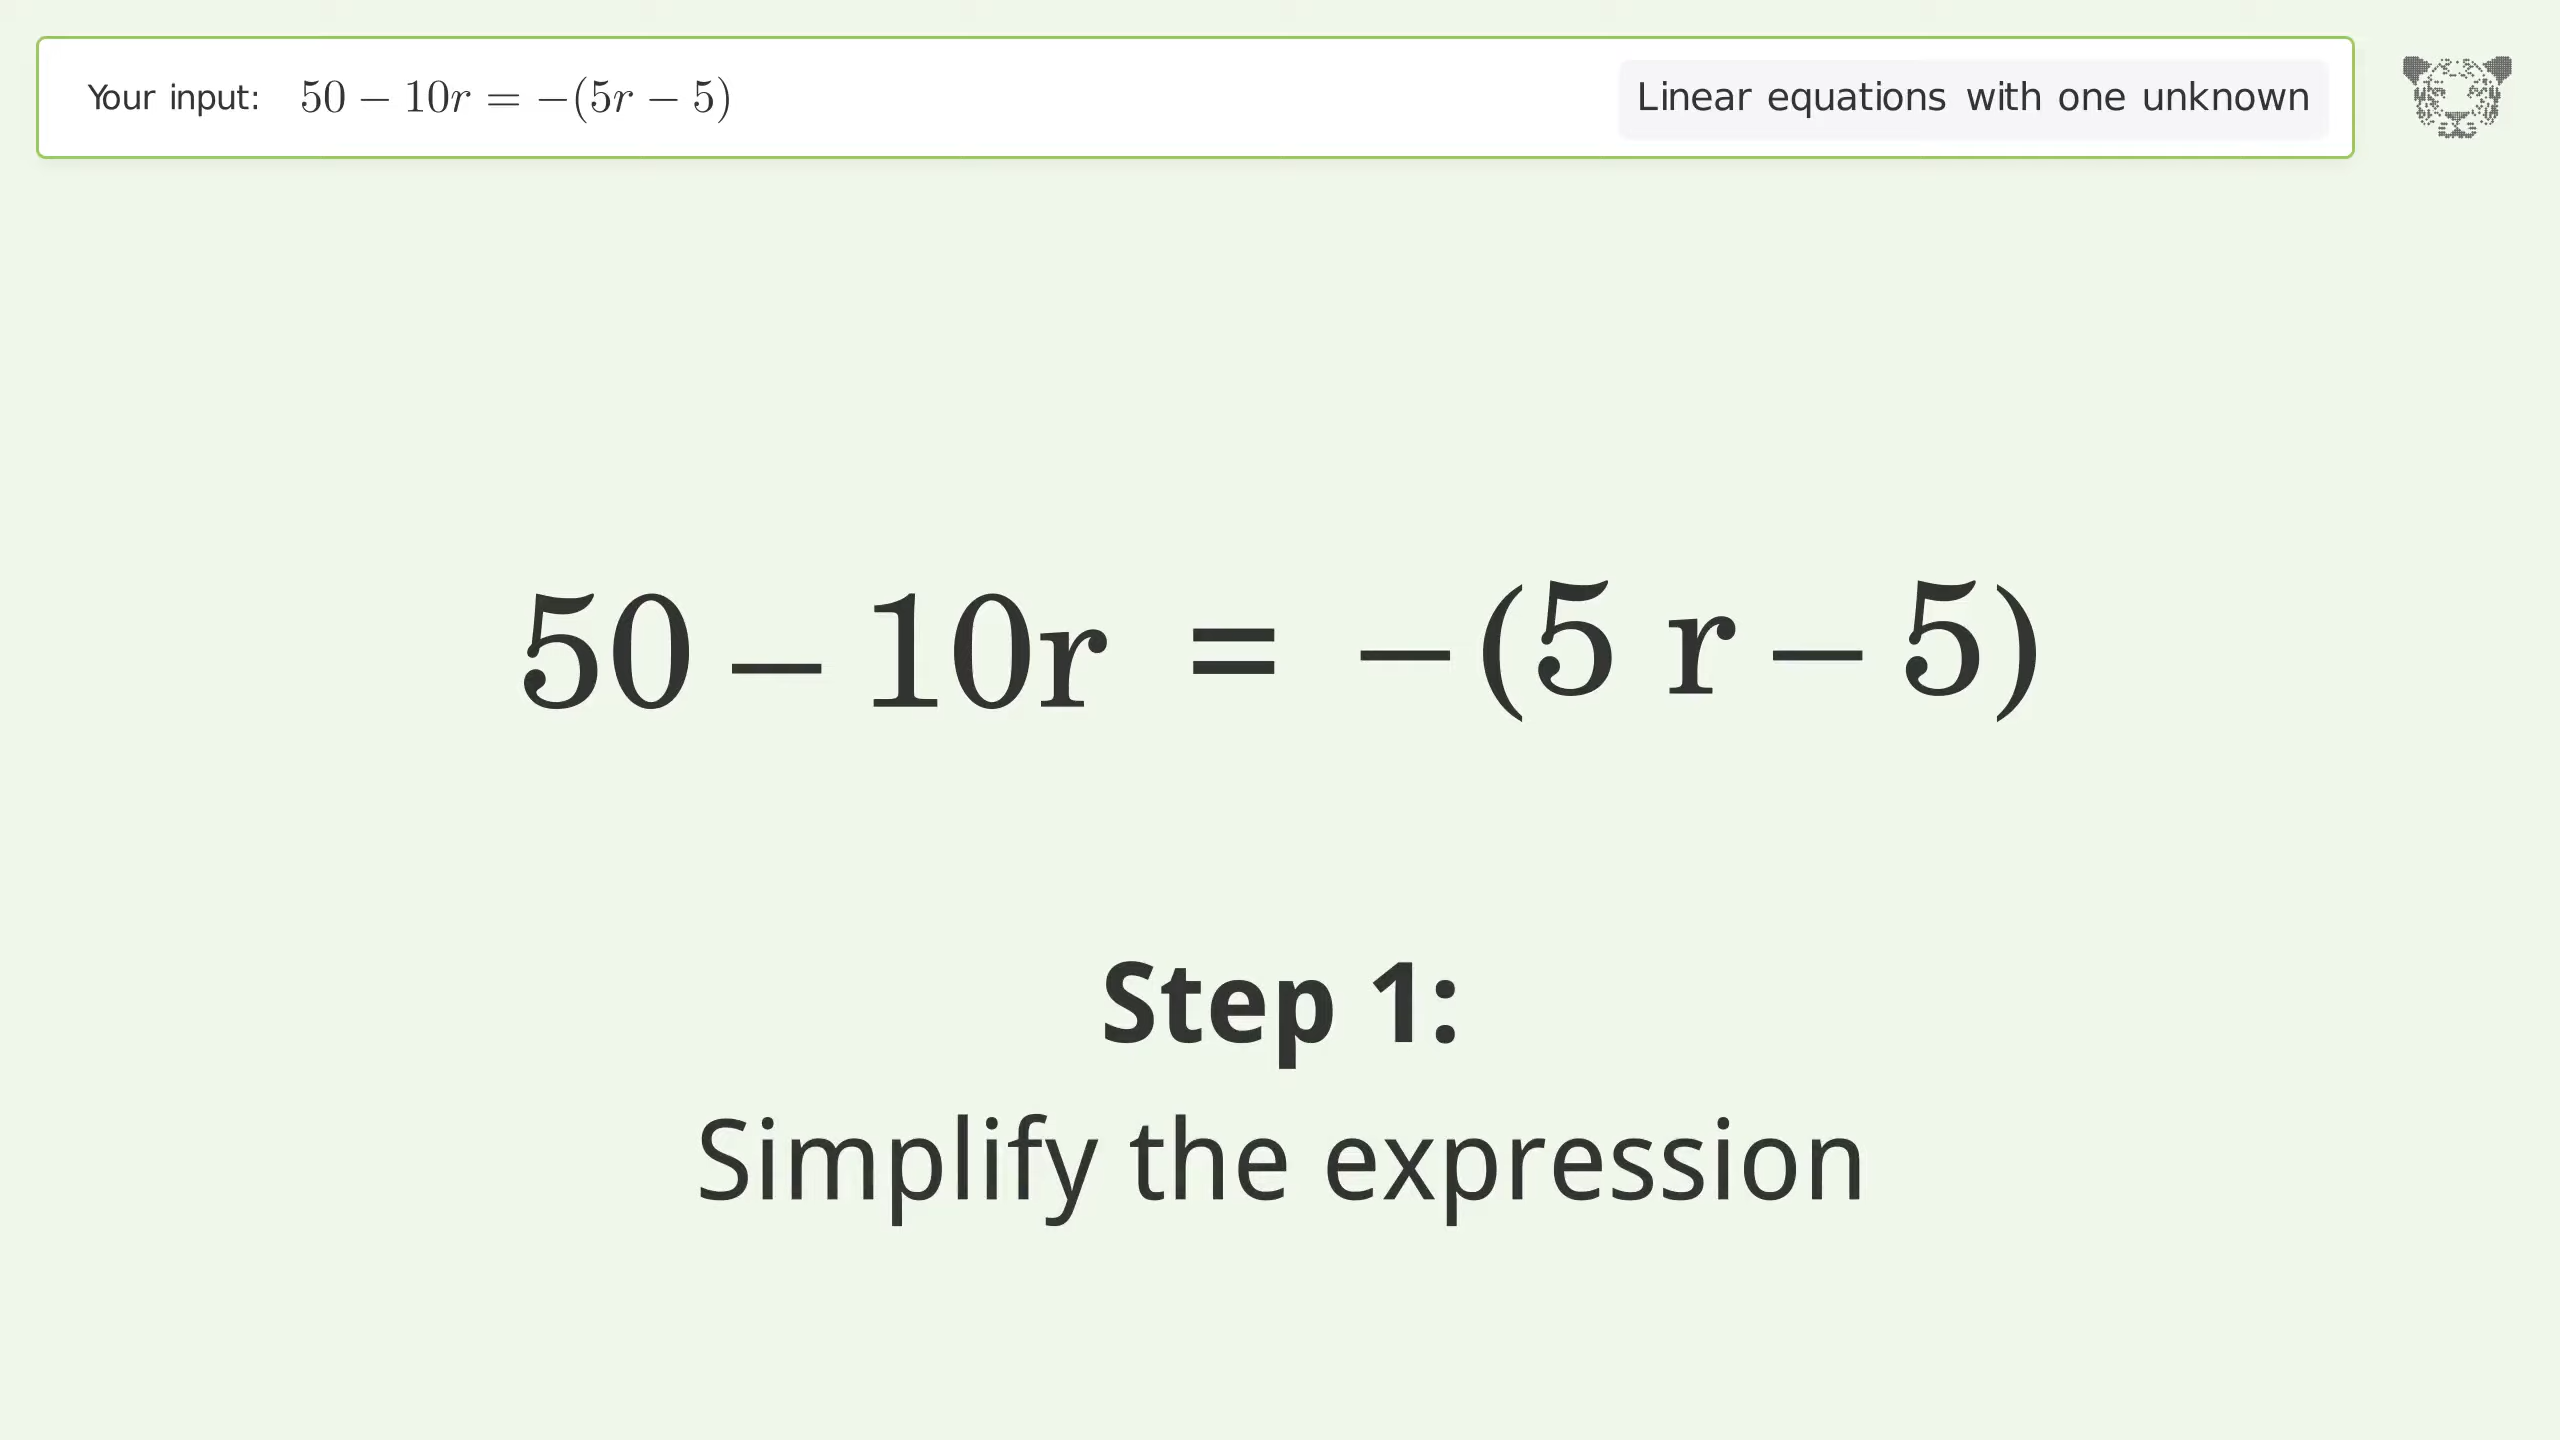 Your input: 50 − 10r = −(5r − 5) Linear equations with one unknown
50 − 10r = −(5 r − 5)
Step 1:
Simplify the expression